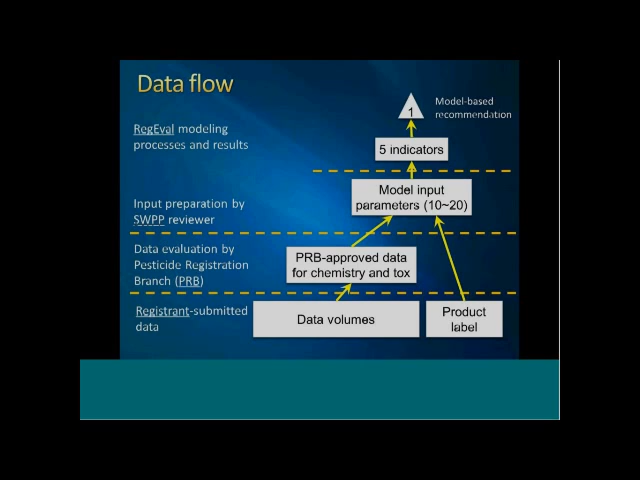 Data flow
1
Model-based
recommendation
RegEval modeling
processes and results
5 indicators
Model input
parameters (10~20)
Input preparation by
SWPP reviewer
Data evaluation by
Pesticide Registration
Branch (PRB)
PRB-approved data
for chemistry and tox
Registrant-submitted
data
Data volumes
Product
label